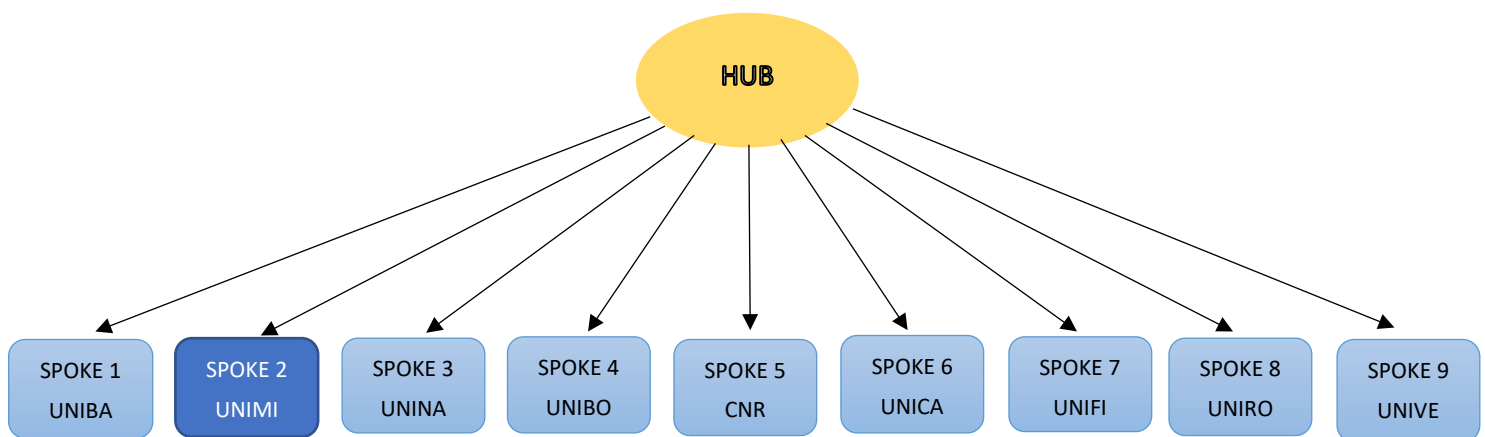 HUB
SPOKE 1
UNIBA
SPOKE 2
UNIMI
SPOKE 3
UNINA
SPOKE 4
UNIBO
SPOKE 5
CNR
SPOKE 6
UNICA
SPOKE 7
UNIFI
SPOKE 8
UNIRO
SPOKE 9
UNIVE